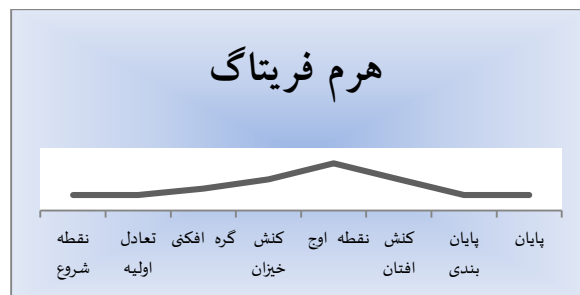 هرم فریتاگ
نقطه شروع
تعادل اولیه
گره افکنی
کنش خیزان
نقطه اوج
کنش افتان
پایان بندی
پایان